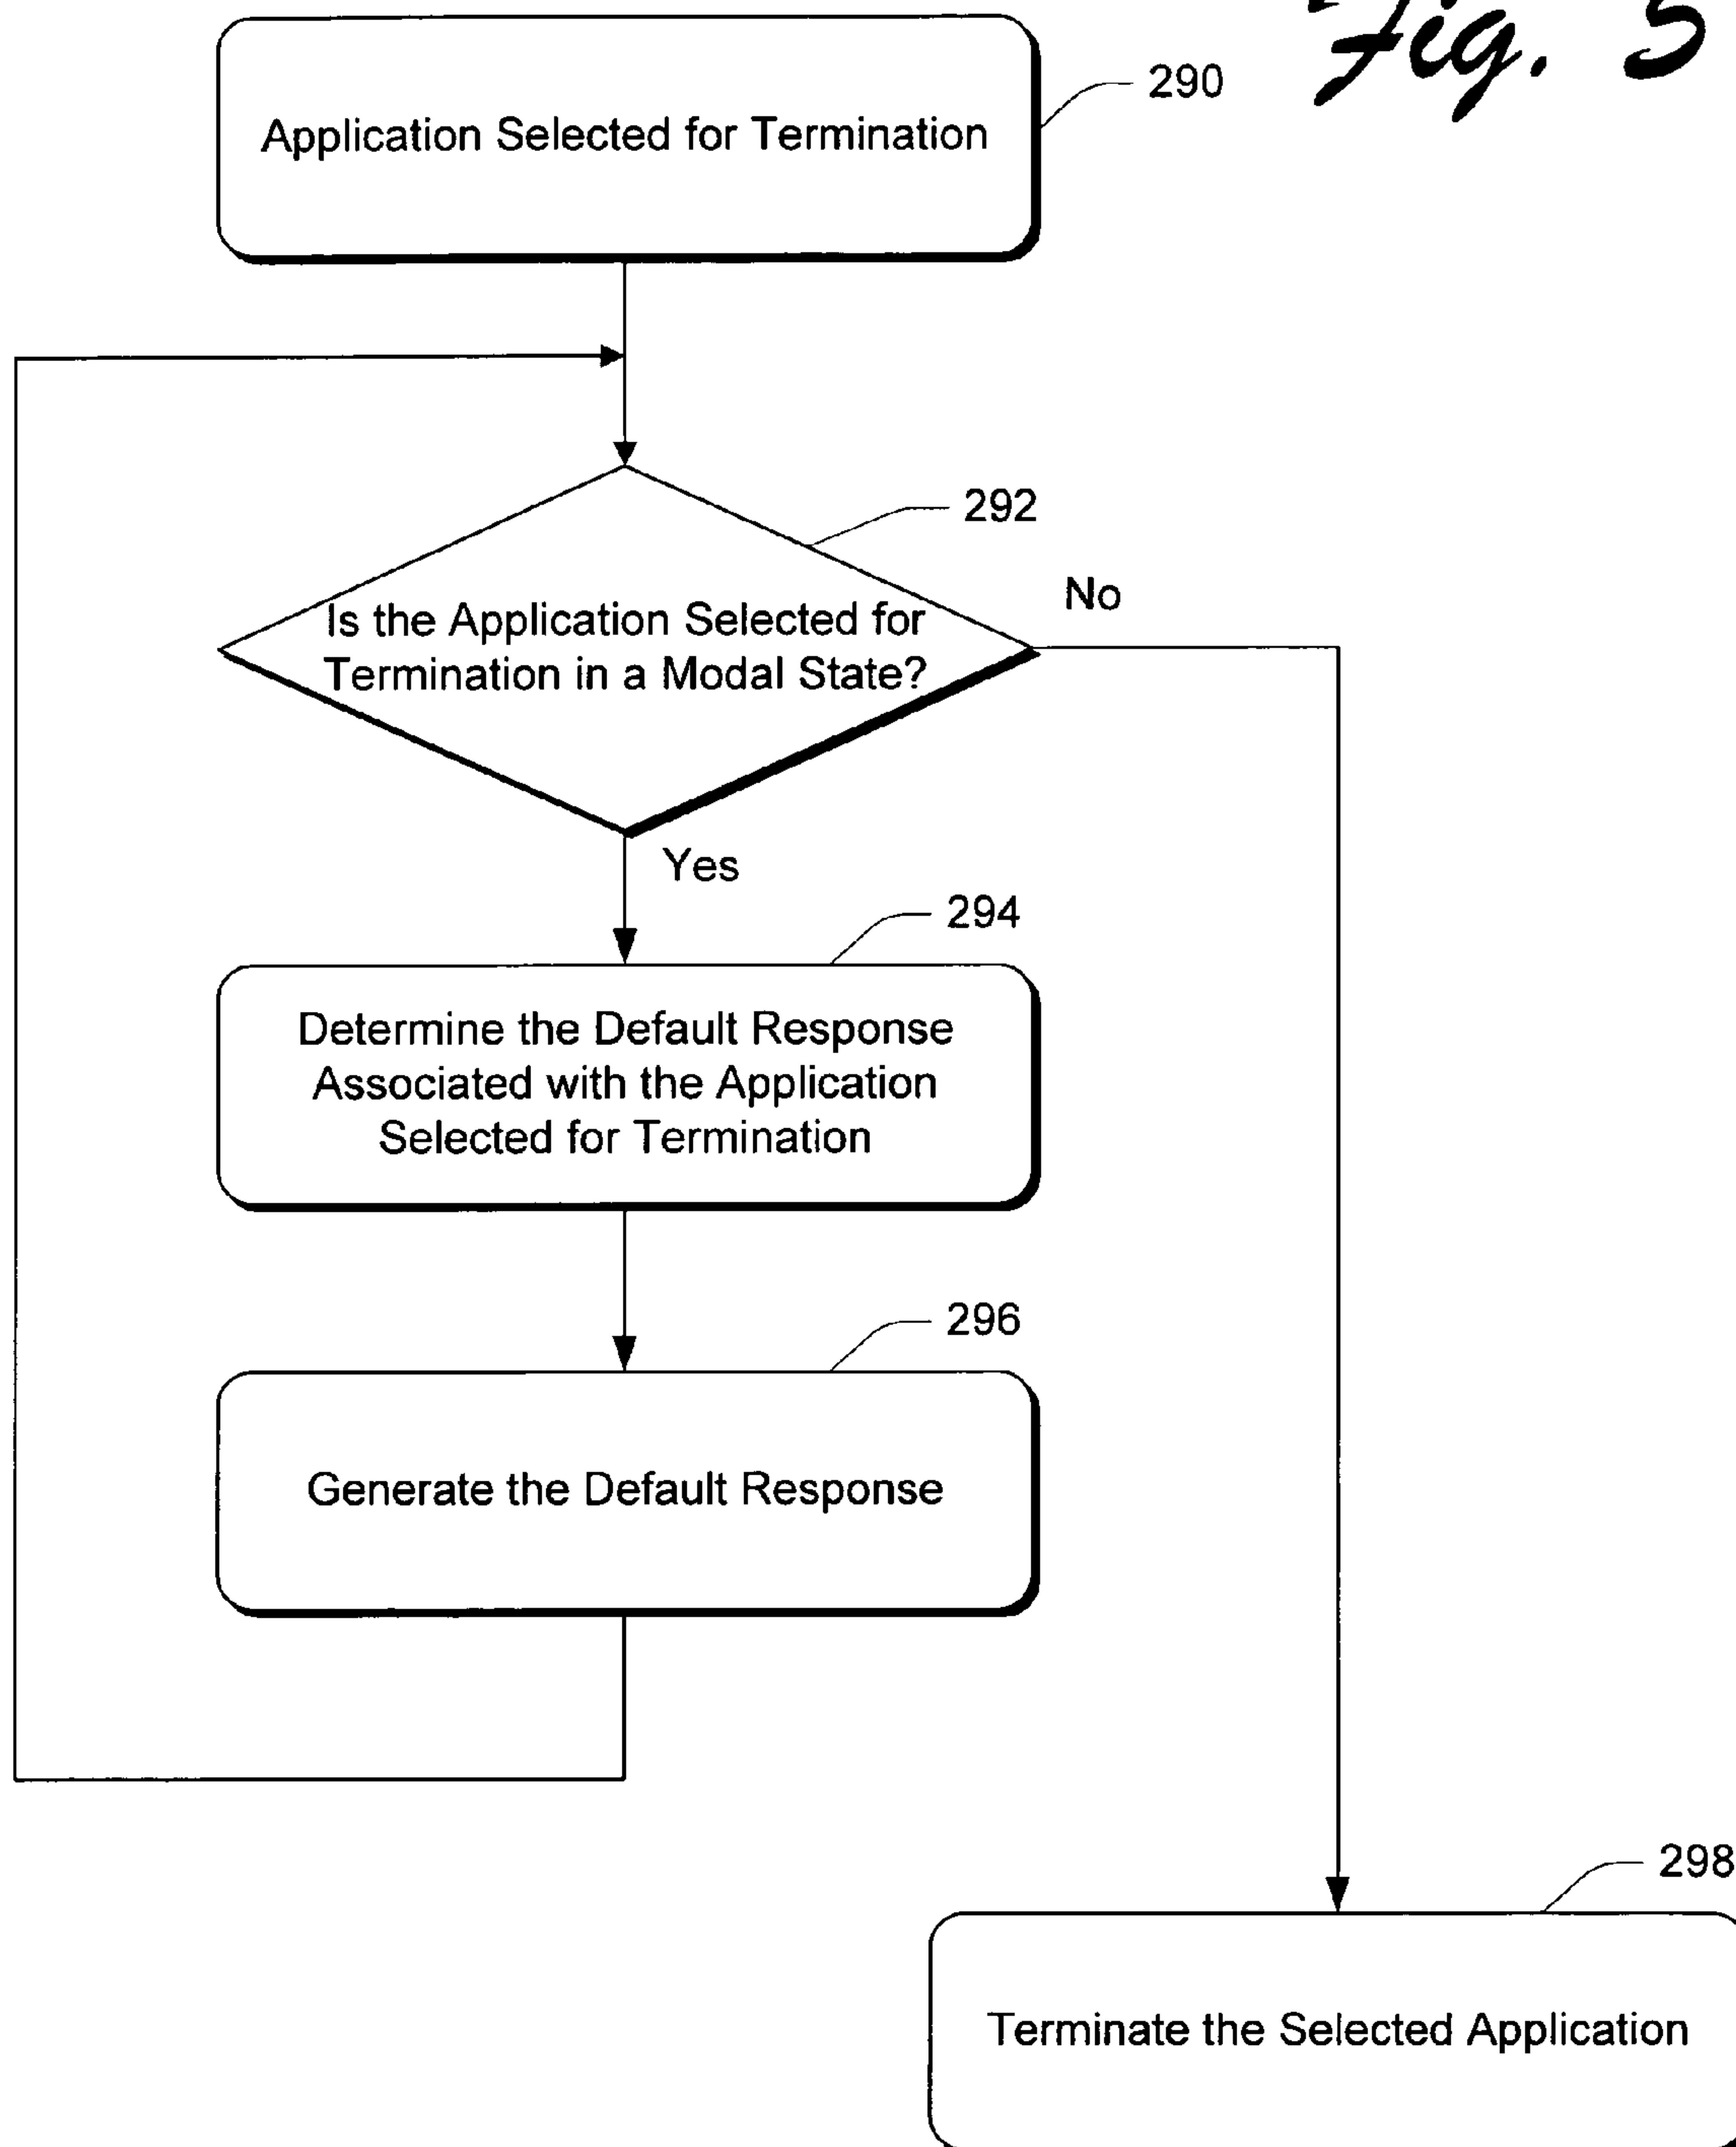 Fig. 5
290
Application Selected for Termination
292
No
Is the Application Selected for
Termination in a Modal State?
Yes
294
Determine the Default Response
Associated with the Application
Selected for Termination
296
Generate the Default Response
298
Terminate the Selected Application